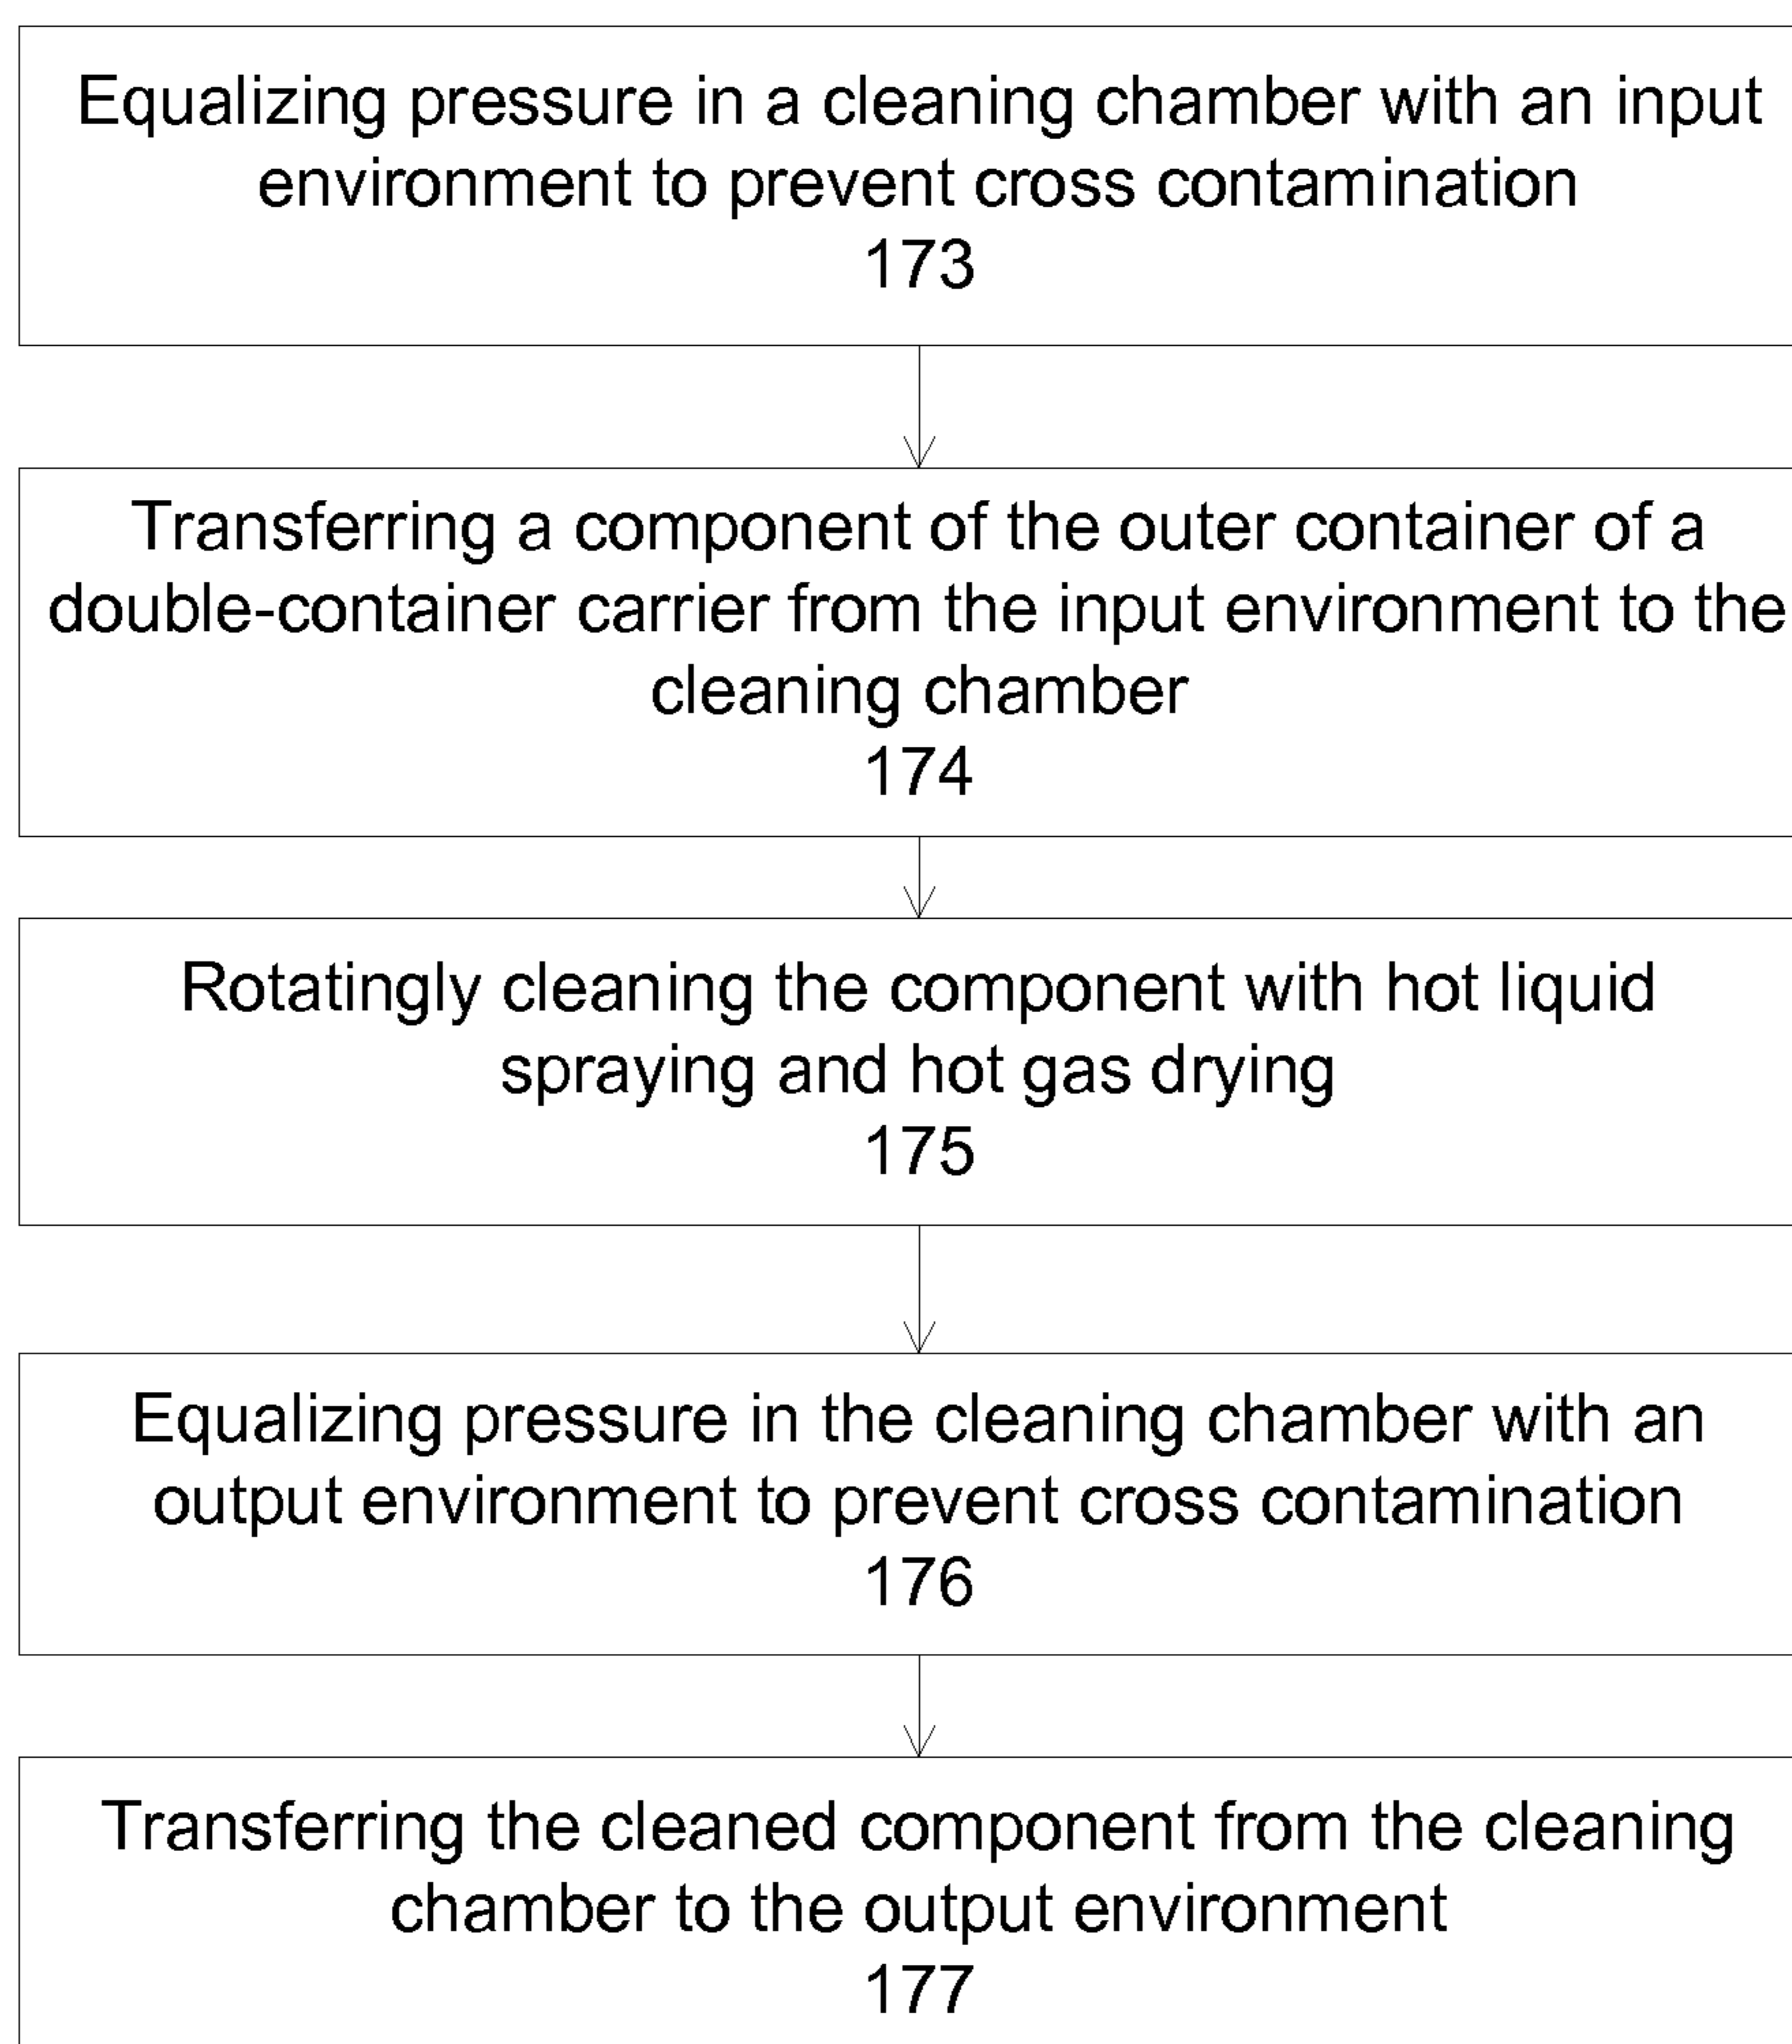 Equalizing pressure in a cleaning chamber with an input
environment to prevent cross contamination
173
Transferring a component of the outer container of a
double-container carrier from the input environment to the
cleaning chamber
174
Rotatingly cleaning the component with hot liquid
spraying and hot gas drying
175
Equalizing pressure in the cleaning chamber with an
output environment to prevent cross contamination
176
Transferring the cleaned component from the cleaning
chamber to the output environment
177